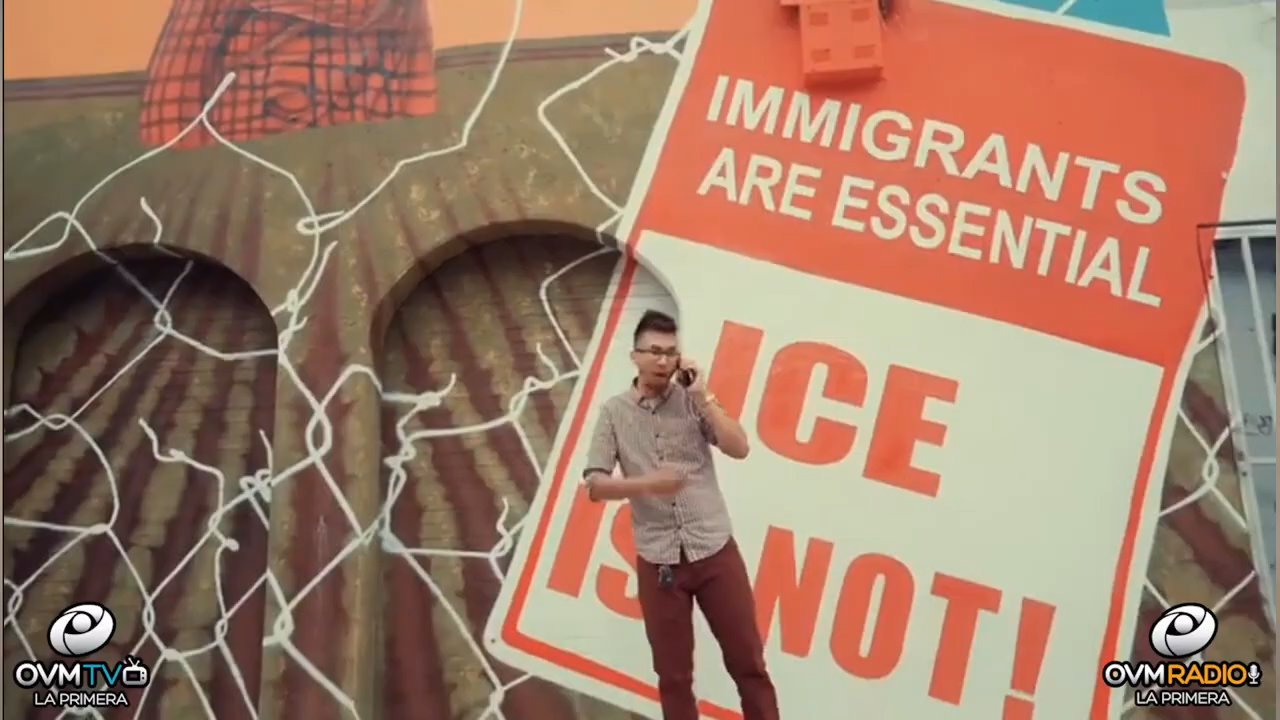 IMMIGRANTS
ARE ESSENTIAL
ICE
IS NOT!
OVMTV
LA PRIMERA
OVMRADIO
LA PRIMERA